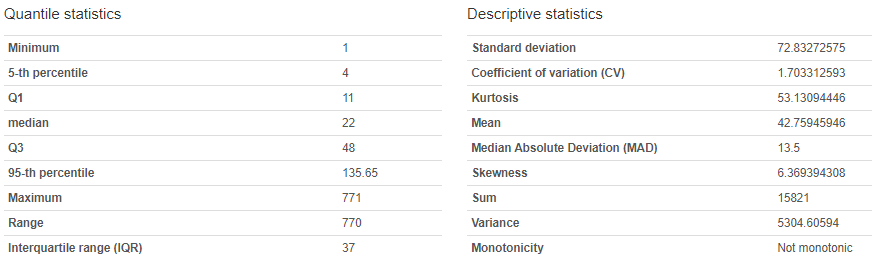 Quantile statistics
Minimum 1
5-th percentile 4
Q1 11
median 22
Q3 48
95-th percentile 135.65
Maximum 771
Range 770
Interquartile range (IQR) 37
Descriptive statistics
Standard deviation 72.83272575
Coefficient of variation (CV) 1.703312593
Kurtosis 53.13094446
Mean 42.75945946
Median Absolute Deviation (MAD) 13.5
Skewness 6.369394308
Sum 15821
Variance 5304.60594
Monotonicity Not monotonic